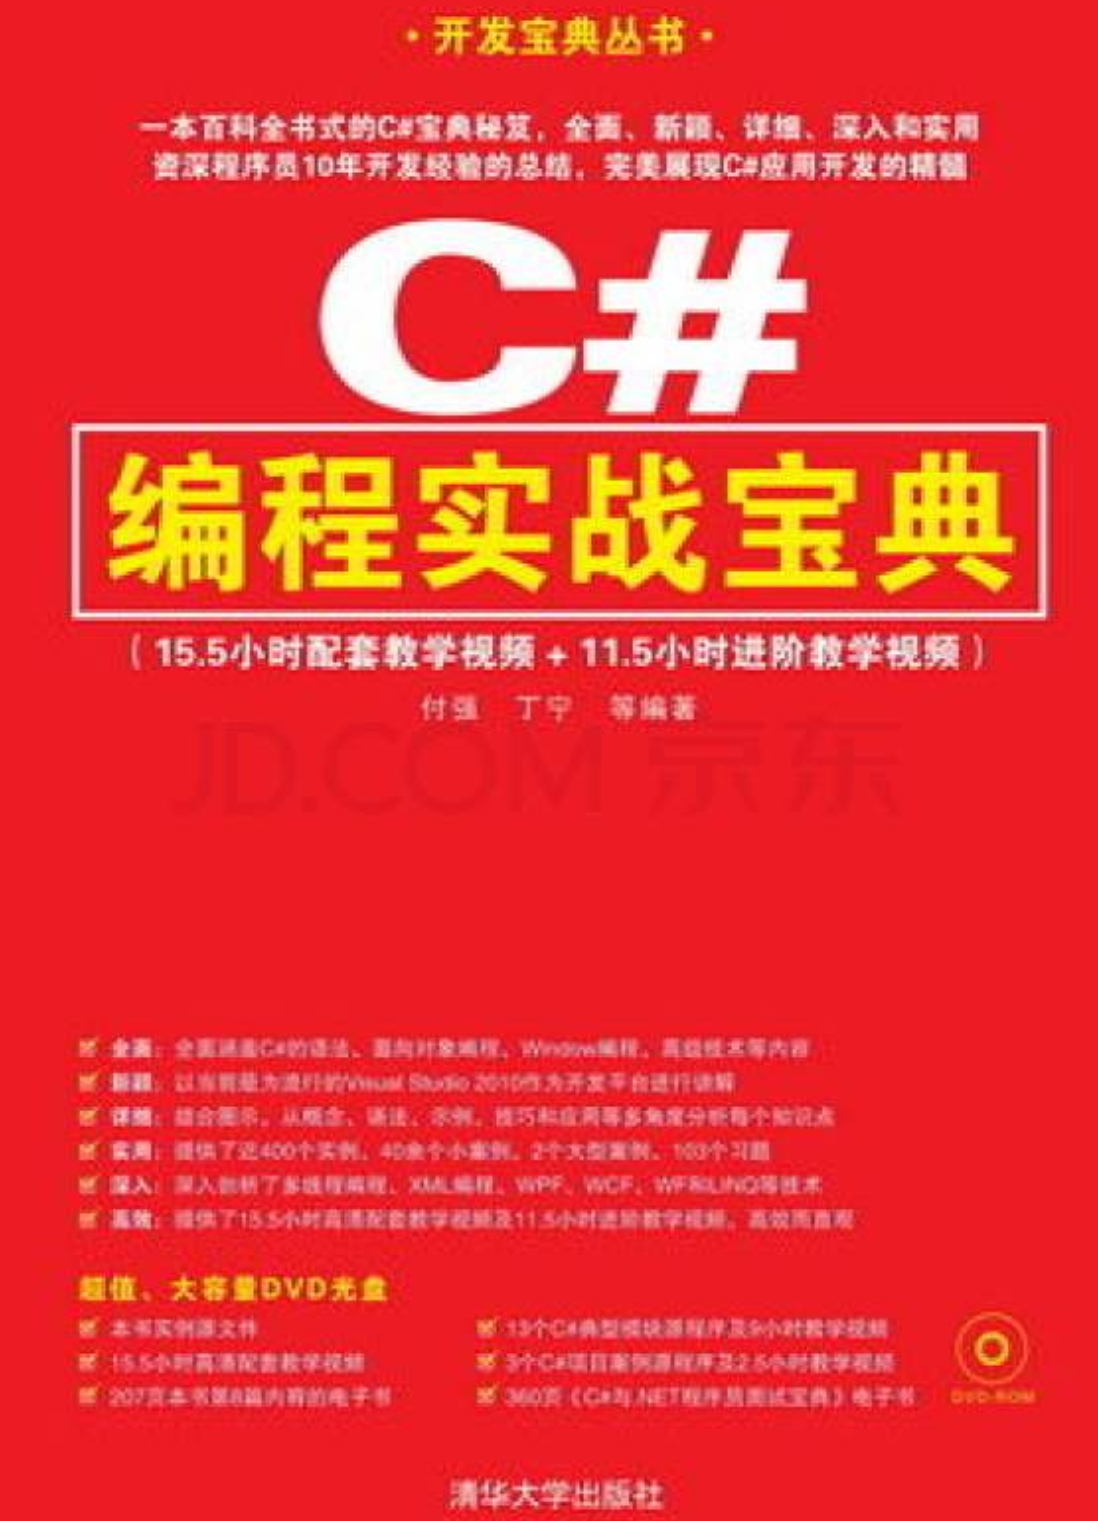 ·开发宝典丛书·
一本百科全书式的C#宝典秘笈，全面、新颖、详细、深入和实用
资深程序员10年开发经验的总结，完美展现C#应用开发的精髓
C#
编程实战宝典
（15.5小时配套教学视频 + 11.5小时进阶教学视频）
付强 丁宁 等编著
JD.COM 京东
全面：全面涵盖C#的语法、面向对象编程、Window编程、高级技术等内容
新颖：以当前最为流行的Visual Studio 2010作为开发平台进行讲解
详细：结合图示，从概念、语法、示例、技巧和应用等多角度分析每个知识点
实用：提供了近400个实例、40余个小案例、2个大型案例、103个习题
深入：深入剖析了多线程编程、XML编程、WPF、WCF、WF和LINQ等技术
高效：提供了15.5小时高清配套教学视频及11.5小时进阶教学视频，高效而直观
超值、大容量DVD光盘
本书实例源文件
15.5小时高清配套教学视频
207页本书第8篇内容的电子书
13个C#典型模块源程序及9小时教学视频
3个C#项目案例源程序及2.5小时教学视频
360页《C#与.NET程序员面试宝典》电子书
DVD-ROM
清华大学出版社